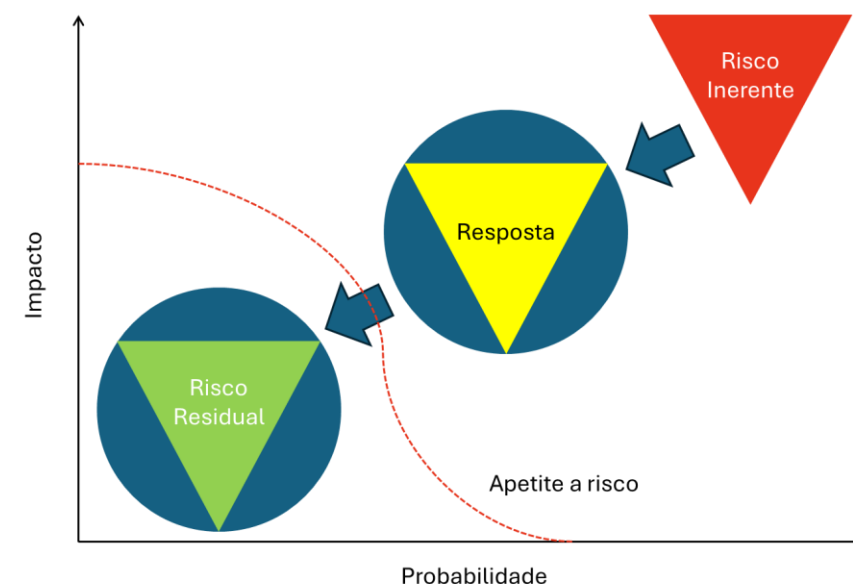 Risco
Inerente
Resposta
Impacto
Risco
Residual
Apetite a risco
Probabilidade